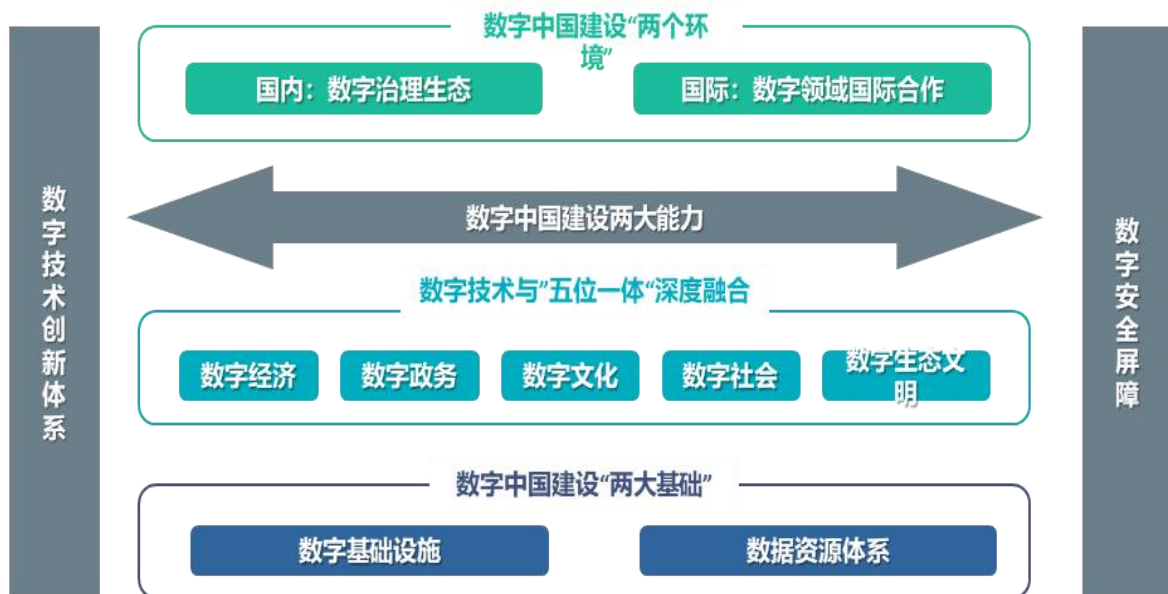 数字中国建设“两个环
境”
国内：数字治理生态
国际：数字领域国际合作
数字技术创新体系
数字中国建设两大能力
数字安全屏障
数字技术与”五位一体“深度融合
数字经济
数字政务
数字文化
数字社会
数字生态文
明
数字中国建设“两大基础”
数字基础设施
数据资源体系